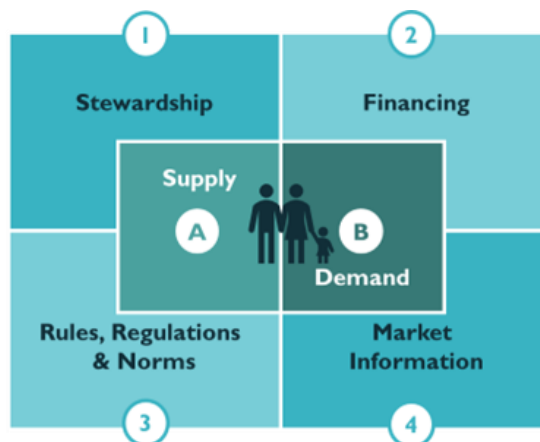 1
2
Stewardship
Financing
Supply
A
B
Demand
Rules, Regulations
& Norms
Market
Information
3
4